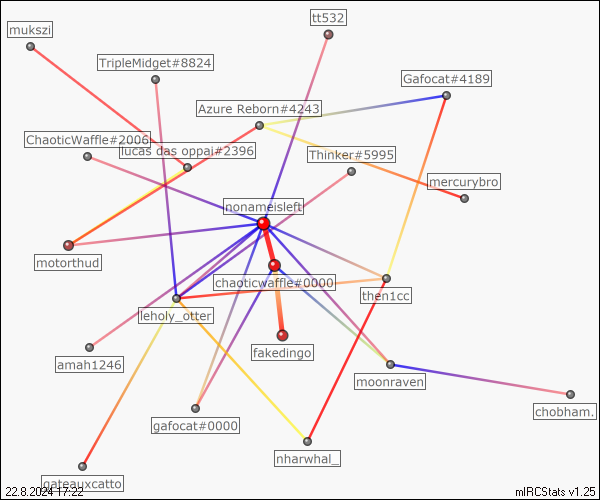 tt532
mukszi
TripleMidget#8824
Gafocat#4189
Azure Reborn#4243
ChaoticWaffle#2006
lucas das oppai#2396
Thinker#5995
mercurybro
nonameisleft
motorthud
chaoticwaffle#0000
then1cc
leholy_otter
fakedingo
amah1246
moonraven
chobham.
gafocat#0000
nharwhal_
gateauxcatto
22.8.2024 17:22
mIRCStats v1.25